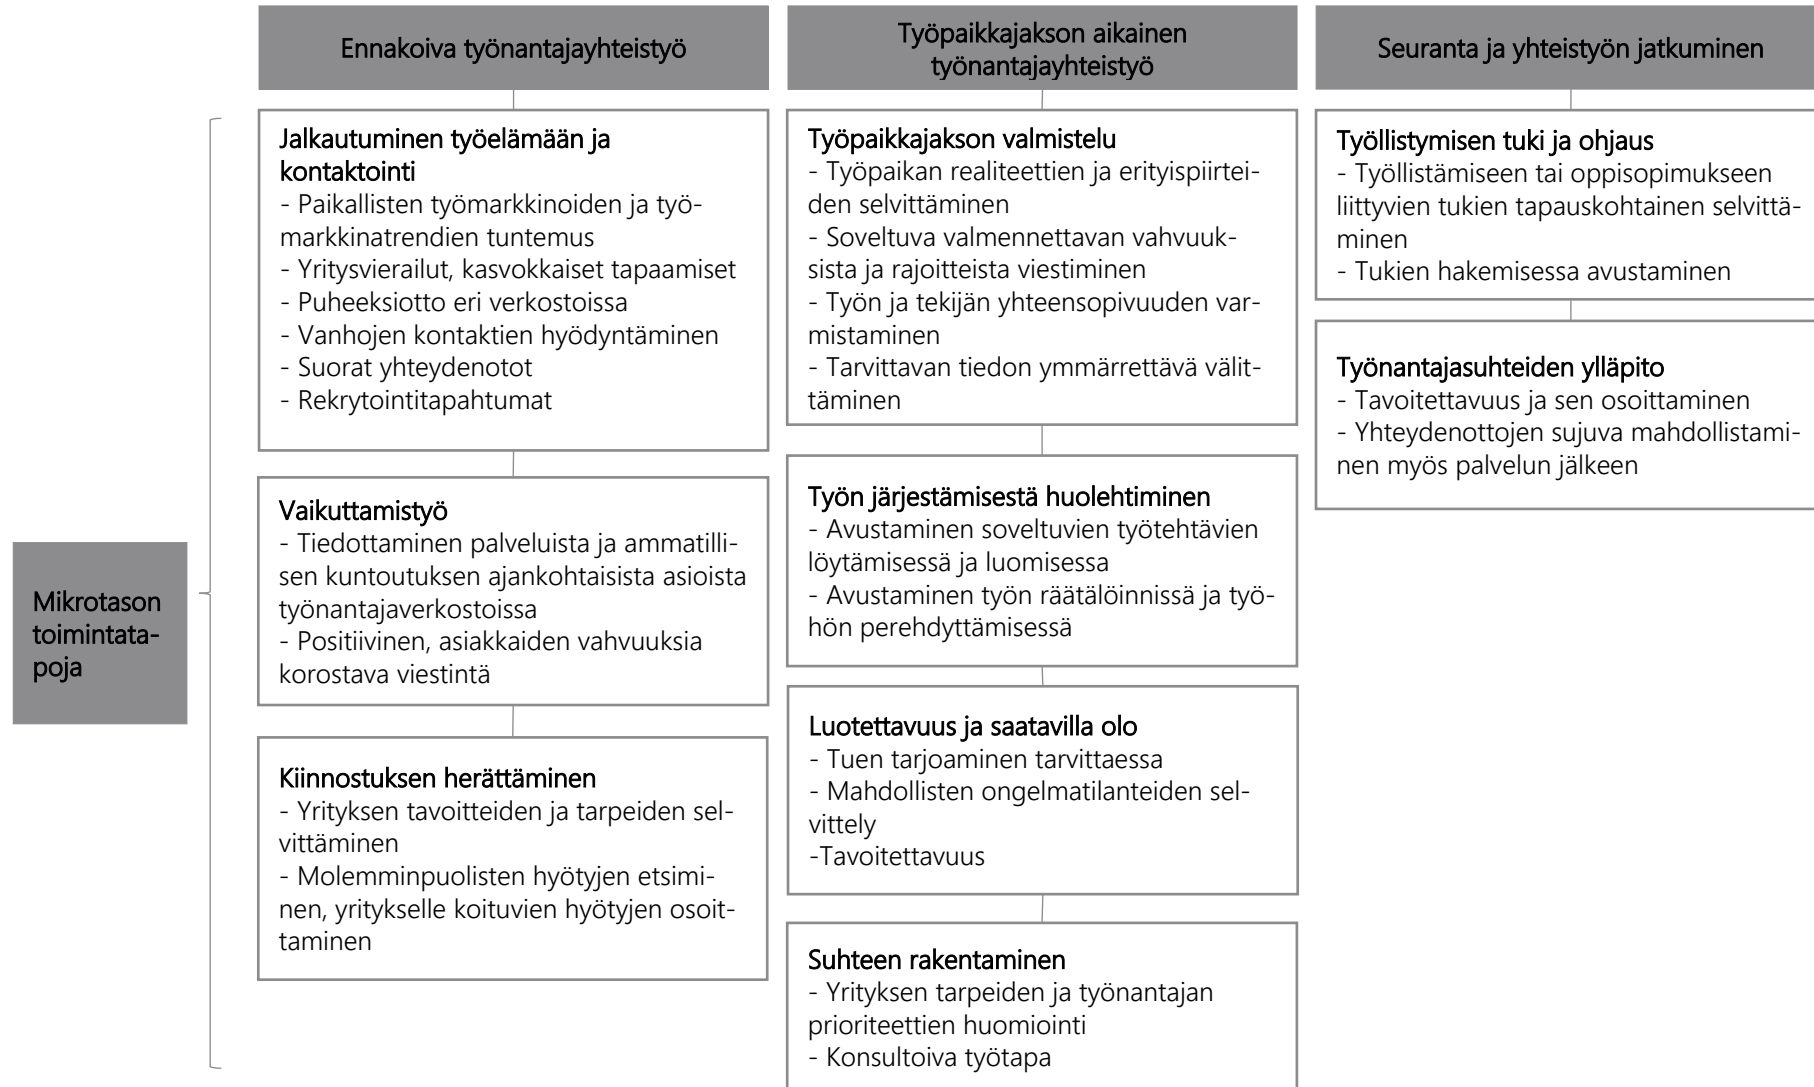 Ennakoiva työnantajayhteistyö
Jalkautuminen työelämään ja
kontaktointi
- Paikallisten työmarkkinoiden ja työ-
markkinatrendien tuntemus
- Yritysvierailut, kasvokkaiset tapaamiset
- Puheeksiotto eri verkostoissa
- Vanhojen kontaktien hyödyntäminen
- Suorat yhteydenotot
- Rekrytointitapahtumat
Vaikuttamistyö
- Tiedottaminen palveluista ja ammatilli-
sen kuntoutuksen ajankohtaisista asioista
työnantajaverkostoissa
- Positiivinen, asiakkaiden vahvuuksia
korostava viestintä
Kiinnostuksen herättäminen
- Yrityksen tavoitteiden ja tarpeiden sel-
vittäminen
- Molemminpuolisten hyötyjen etsimi-
nen, yritykselle koituvien hyötyjen osoit-
taminen
Työpaikkajakson aikainen
työnantajayhteistyö
Työpaikkajakson valmistelu
- Työpaikan realiteettien ja erityispiirtei-
den selvittäminen
- Soveltuva valmennettavan vahvuuk-
sista ja rajoitteista viestiminen
- Työn ja tekijän yhteensopivuuden var-
mistaminen
- Tarvittavan tiedon ymmärrettävä välit-
täminen
Työn järjestämisestä huolehtiminen
- Avustaminen soveltuvien työtehtävien
löytämisessä ja luomisessa
- Avustaminen työn räätälöinnissä ja työ-
hön perehdyttämisessä
Luotettavuus ja saatavilla olo
- Tuen tarjoaminen tarvittaessa
- Mahdollisten ongelmatilanteiden sel-
vittely
-Tavoitettavuus
Suhteen rakentaminen
- Yrityksen tarpeiden ja työnantajan
prioriteettien huomiointi
- Konsultoiva työtapa
Seuranta ja yhteistyön jatkuminen
Työllistymisen tuki ja ohjaus
- Työllistämiseen tai oppisopimukseen
liittyvien tukien tapauskohtainen selvittä-
minen
- Tukien hakemisessa avustaminen
Työnantajasuhteiden ylläpito
- Tavoitettavuus ja sen osoittaminen
- Yhteydenottojen sujuva mahdollistami-
nen myös palvelun jälkeen
Mikrotason
toimintata-
poja